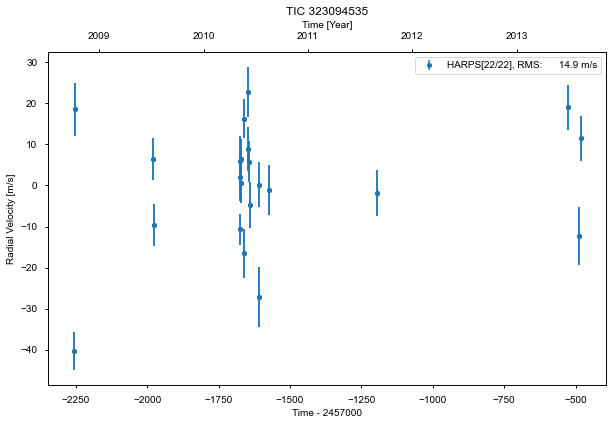 TIC 323094535
Time [Year]
2009 2010 2011 2012 2013
HARPS[22/22], RMS: 14.9 m/s
30
20
10
0
−10
−20
−30
−40
Radial Velocity [m/s]
−2250 −2000 −1750 −1500 −1250 −1000 −750 −500
Time - 2457000